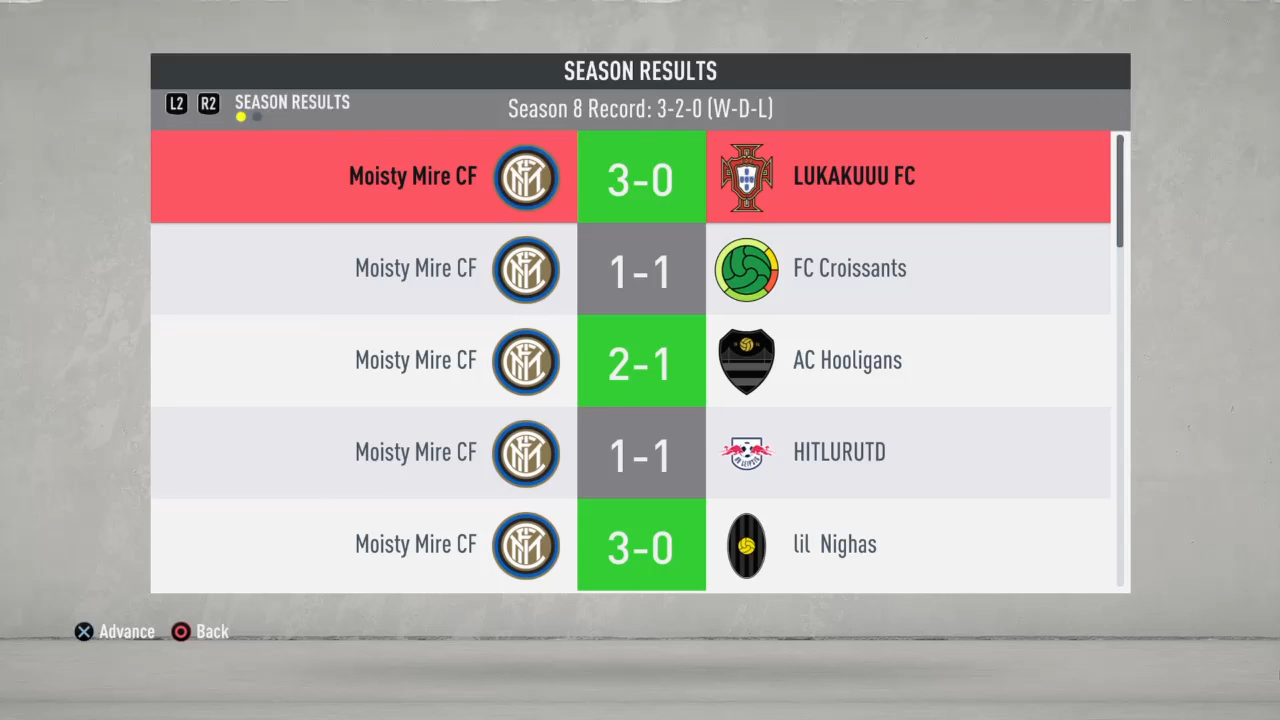 SEASON RESULTS
L2 R2 SEASON RESULTS
Season 8 Record: 3-2-0 (W-D-L)
Moisty Mire CF 3-0 LUKAKUUU FC
Moisty Mire CF 1-1 FC Croissants
Moisty Mire CF 2-1 AC Hooligans
Moisty Mire CF 1-1 RB LEIPZIG HITLURUTD
Moisty Mire CF 3-0 lil Nighas
Advance Back